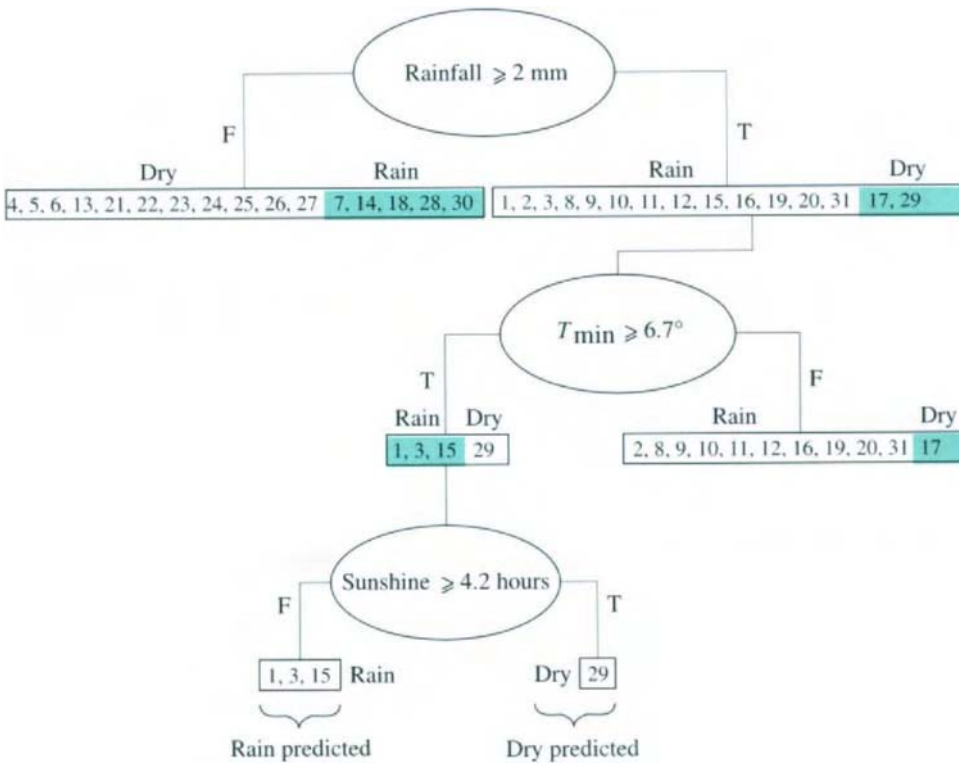 Rainfall ⩾ 2 mm
F
T
Dry
Rain
Rain
Dry
4, 5, 6, 13, 21, 22, 23, 24, 25, 26, 27
7, 14, 18, 28, 30
1, 2, 3, 8, 9, 10, 11, 12, 15, 16, 19, 20, 31
17, 29
T min ⩾ 6.7°
T
F
Rain
Dry
Rain
Dry
1, 3, 15
29
2, 8, 9, 10, 11, 12, 16, 19, 20, 31
17
Sunshine ⩾ 4.2 hours
F
T
1, 3, 15
Rain
Dry
29
Rain predicted
Dry predicted